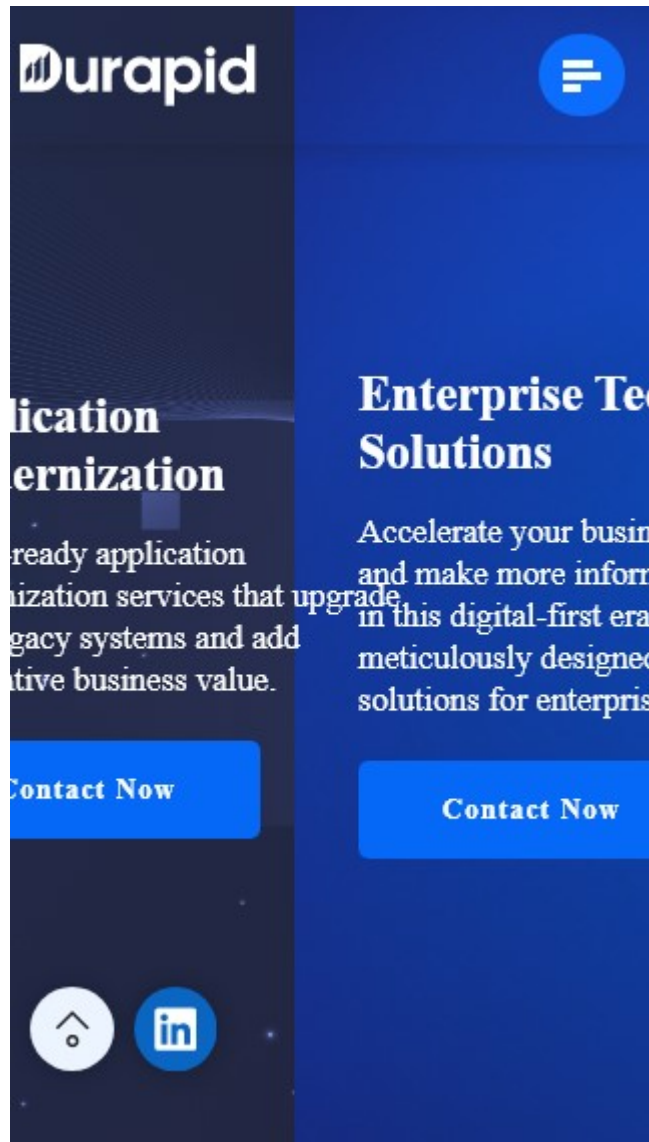 Durapid
lication
ernization
-ready application
ization services that upgrade
gacy systems and add
tive business value.
Contact Now
in
Enterprise Te
Solutions
Accelerate your busin
and make more inform
in this digital-first era
meticulously designed
solutions for enterpris
Contact Now